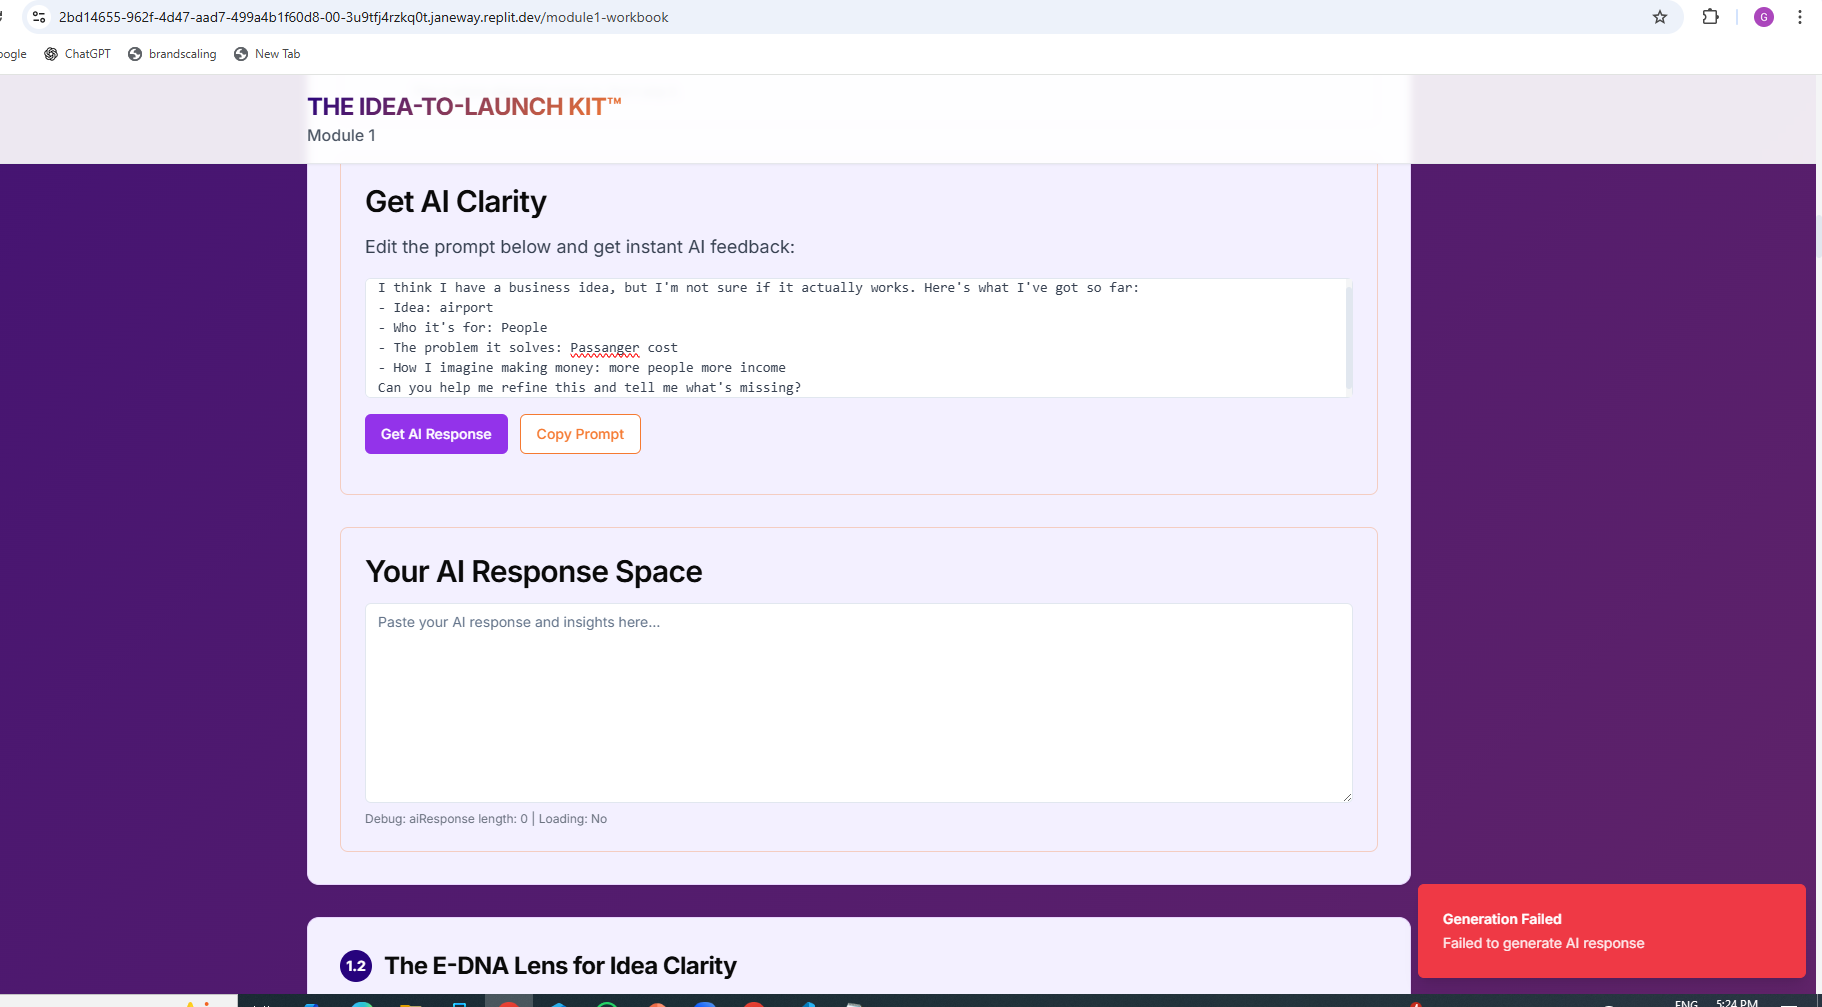 2bd14655-962f-4d47-aad7-499a4b1f60d8-00-3u9tfj4rzkq0t.janeway.replit.dev/module1-workbook
G
ogle ChatGPT brandscaling New Tab
THE IDEA-TO-LAUNCH KIT™
Module 1
Get AI Clarity
Edit the prompt below and get instant AI feedback:
I think I have a business idea, but I'm not sure if it actually works. Here's what I've got so far:
- Idea: airport
- Who it's for: People
- The problem it solves: Passanger cost
- How I imagine making money: more people more income
Can you help me refine this and tell me what's missing?
Get AI Response Copy Prompt
Your AI Response Space
Paste your AI response and insights here...
Debug: aiResponse length: 0 | Loading: No
Generation Failed
Failed to generate AI response
1.2 The E-DNA Lens for Idea Clarity
ENG 5:24 PM